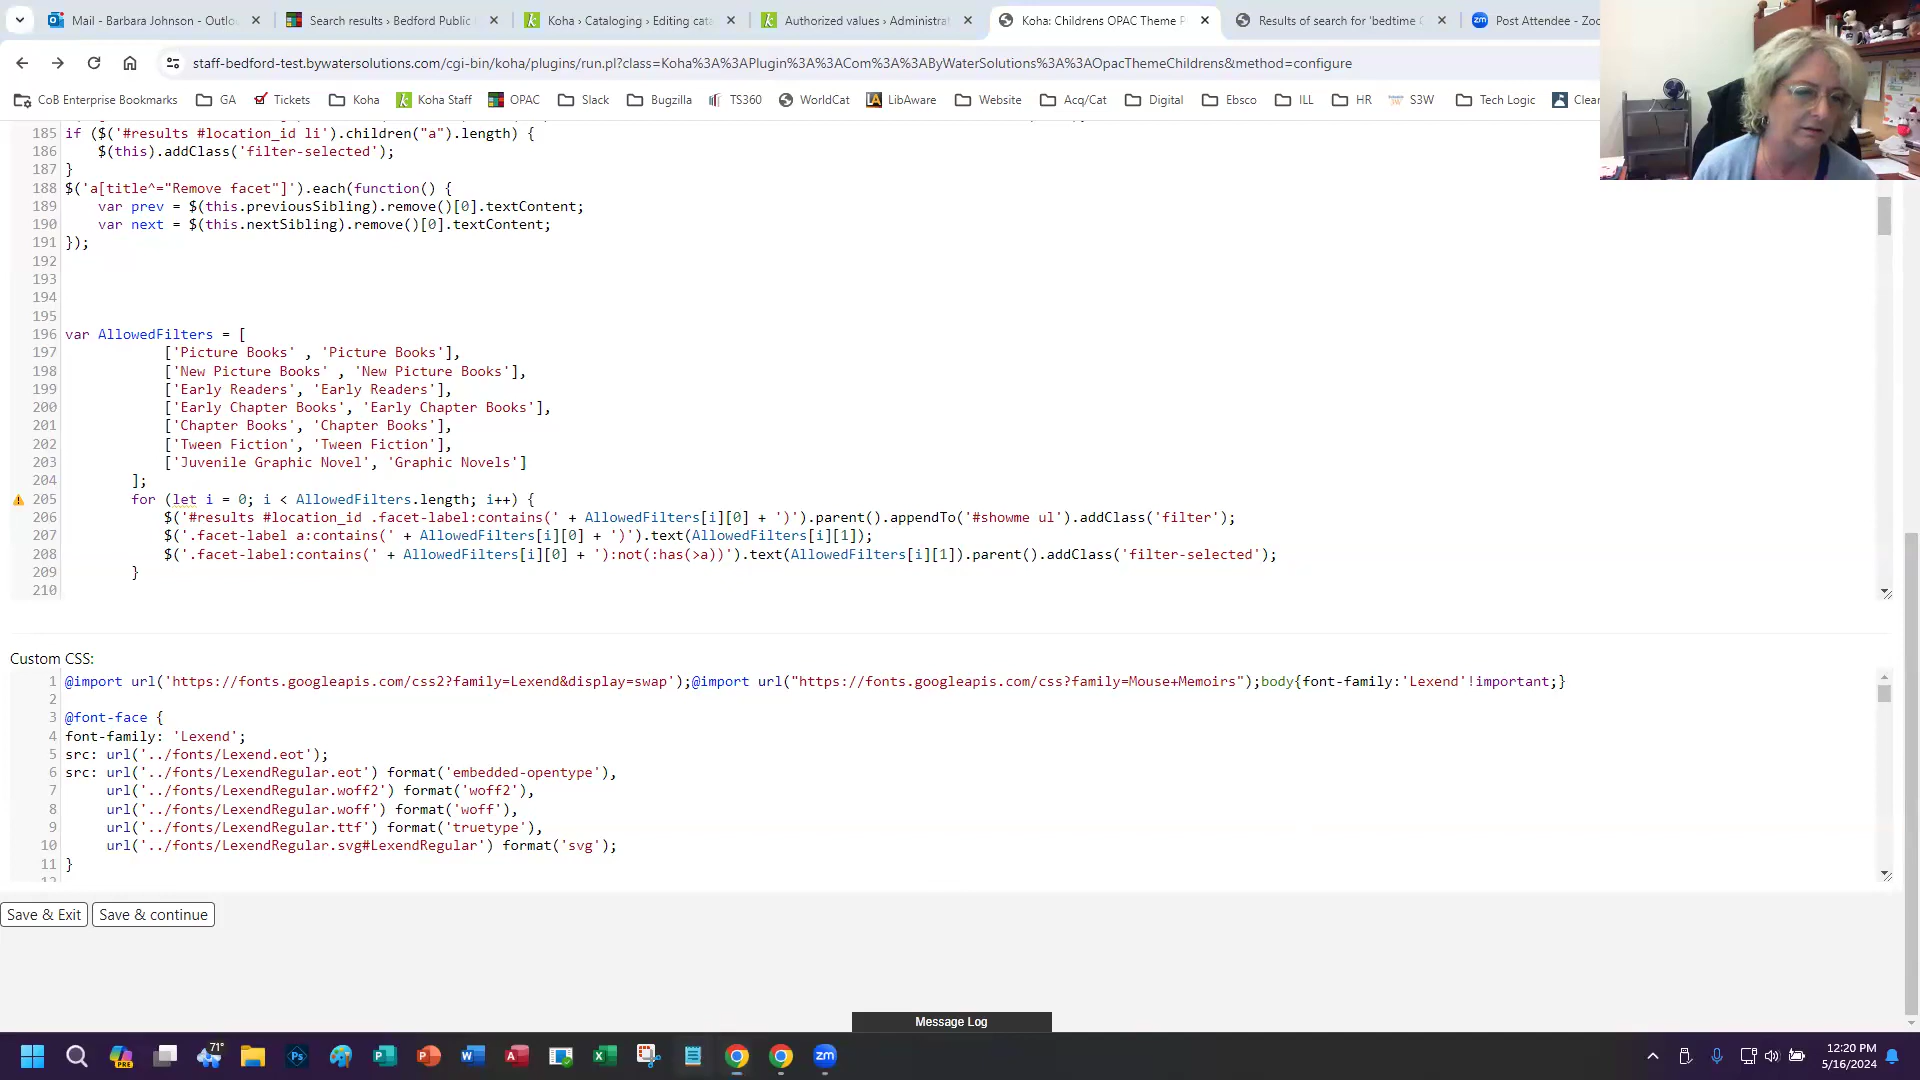 Mail - Barbara Johnson - Outlo
Search results › Bedford Public
Koha › Cataloging › Editing cata
Authorized values › Administra
Koha: Childrens OPAC Theme P
Results of search for 'bedtime
Post Attendee - Zoo
staff-bedford-test.bywatersolutions.com/cgi-bin/koha/plugins/run.pl?class=Koha%3A%3APlugin%3A%3ACom%3A%3AByWaterSolutions%3A%3AOpacThemeChildrens&method=configure
CoB Enterprise Bookmarks GA Tickets Koha Koha Staff OPAC Slack Bugzilla TS360 WorldCat LibAware Website Acq/Cat Digital Ebsco ILL HR S3W Tech Logic Clear
185 if ($('#results #location_id li').children("a").length) {
186 $(this).addClass('filter-selected');
187 }
188 $('a[title^="Remove facet"]').each(function() {
189 var prev = $(this.previousSibling).remove()[0].textContent;
190 var next = $(this.nextSibling).remove()[0].textContent;
191 });
192
193
194
195
196 var AllowedFilters = [
197 ['Picture Books' , 'Picture Books'],
198 ['New Picture Books' , 'New Picture Books'],
199 ['Early Readers', 'Early Readers'],
200 ['Early Chapter Books', 'Early Chapter Books'],
201 ['Chapter Books', 'Chapter Books'],
202 ['Tween Fiction', 'Tween Fiction'],
203 ['Juvenile Graphic Novel', 'Graphic Novels']
204 ];
205 for (let i = 0; i < AllowedFilters.length; i++) {
206 $('#results #location_id .facet-label:contains(' + AllowedFilters[i][0] + ')').parent().appendTo('#showme ul').addClass('filter');
207 $('.facet-label a:contains(' + AllowedFilters[i][0] + ')').text(AllowedFilters[i][1]);
208 $('.facet-label:contains(' + AllowedFilters[i][0] + '):not(:has(>a))').text(AllowedFilters[i][1]).parent().addClass('filter-selected');
209 }
210
Custom CSS:
1 @import url('https://fonts.googleapis.com/css2?family=Lexend&display=swap');@import url("https://fonts.googleapis.com/css?family=Mouse+Memoirs");body{font-family:'Lexend'!important;}
2
3 @font-face {
4 font-family: 'Lexend';
5 src: url('../fonts/Lexend.eot');
6 src: url('../fonts/LexendRegular.eot') format('embedded-opentype'),
7 url('../fonts/LexendRegular.woff2') format('woff2'),
8 url('../fonts/LexendRegular.woff') format('woff'),
9 url('../fonts/LexendRegular.ttf') format('truetype'),
10 url('../fonts/LexendRegular.svg#LexendRegular') format('svg');
11 }
12
Save & Exit Save & continue
Message Log
71°
12:20 PM
5/16/2024